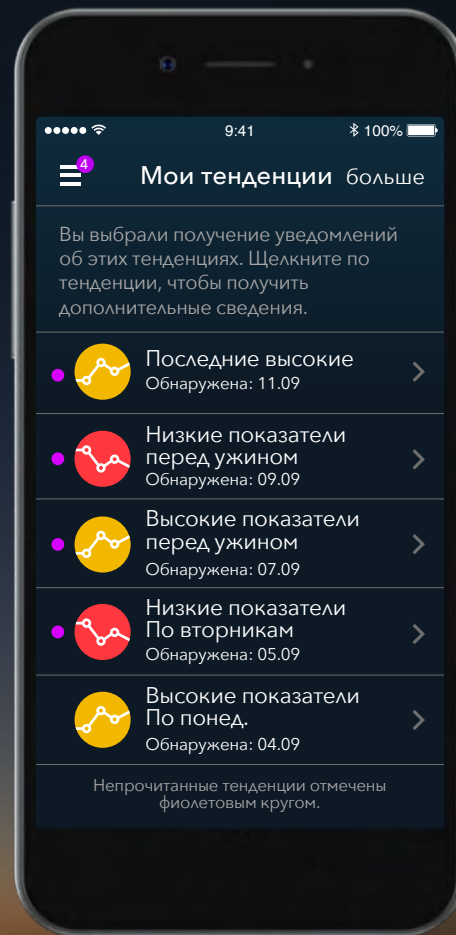 9:41
100%
4
Мои тенденции больше
Вы выбрали получение уведомлений
об этих тенденциях. Щелкните по
тенденции, чтобы получить
дополнительные сведения.
Последние высокие
Обнаружена: 11.09
Низкие показатели
перед ужином
Обнаружена: 09.09
Высокие показатели
перед ужином
Обнаружена: 07.09
Низкие показатели
По вторникам
Обнаружена: 05.09
Высокие показатели
По понед.
Обнаружена: 04.09
Непрочитанные тенденции отмечены
фиолетовым кругом.